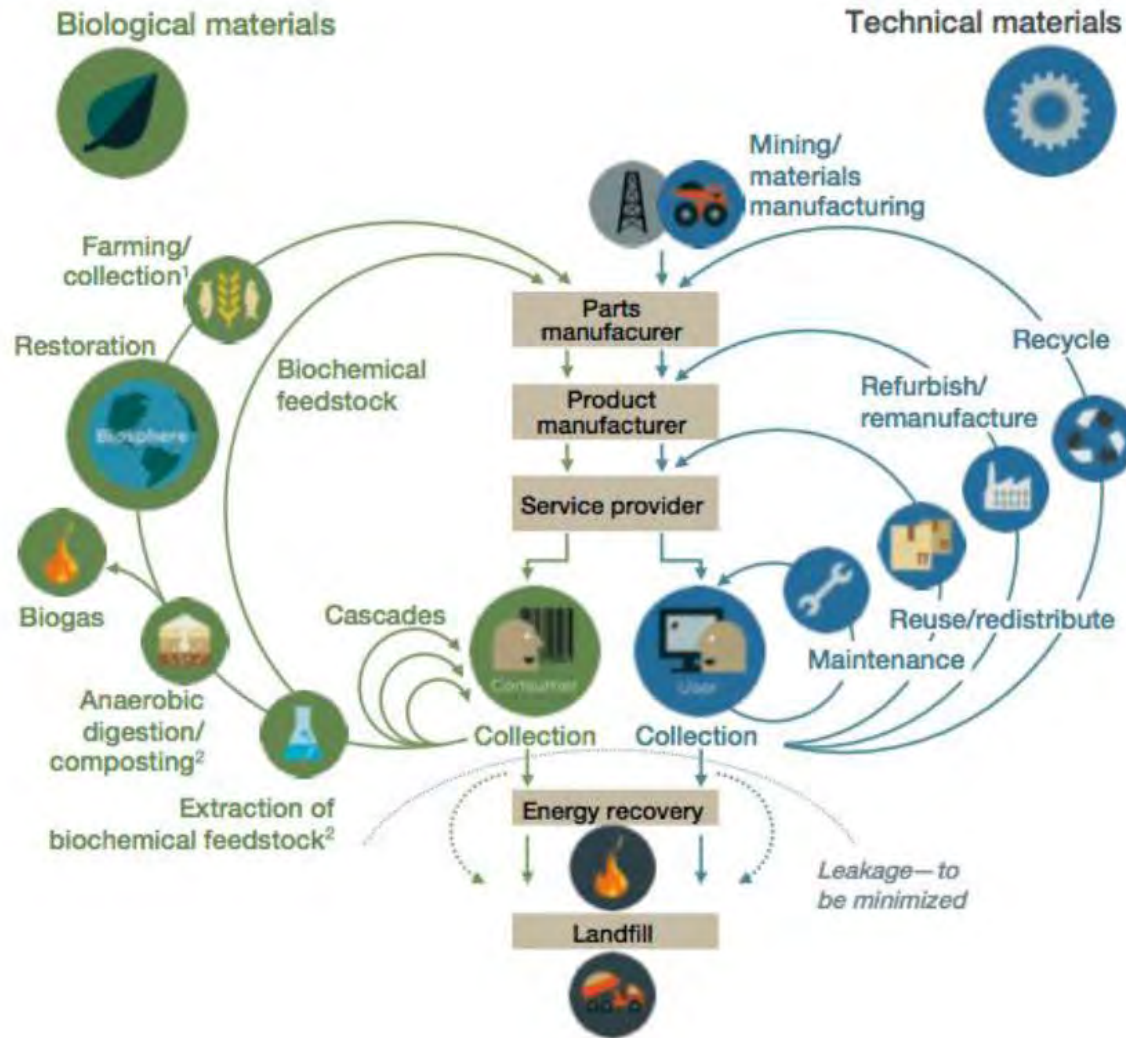 Biological materials
Technical materials
Mining/
materials
manufacturing
Farming/
collection¹
Restoration
Biosphere
Biochemical
feedstock
Parts
manufacurer
Product
manufacturer
Service provider
Recycle
Refurbish/
remanufacture
Biogas
Cascades
Consumer
User
Reuse/redistribute
Maintenance
Anaerobic
digestion/
composting²
Collection
Collection
Extraction of
biochemical feedstock²
Energy recovery
Leakage—to
be minimized
Landfill